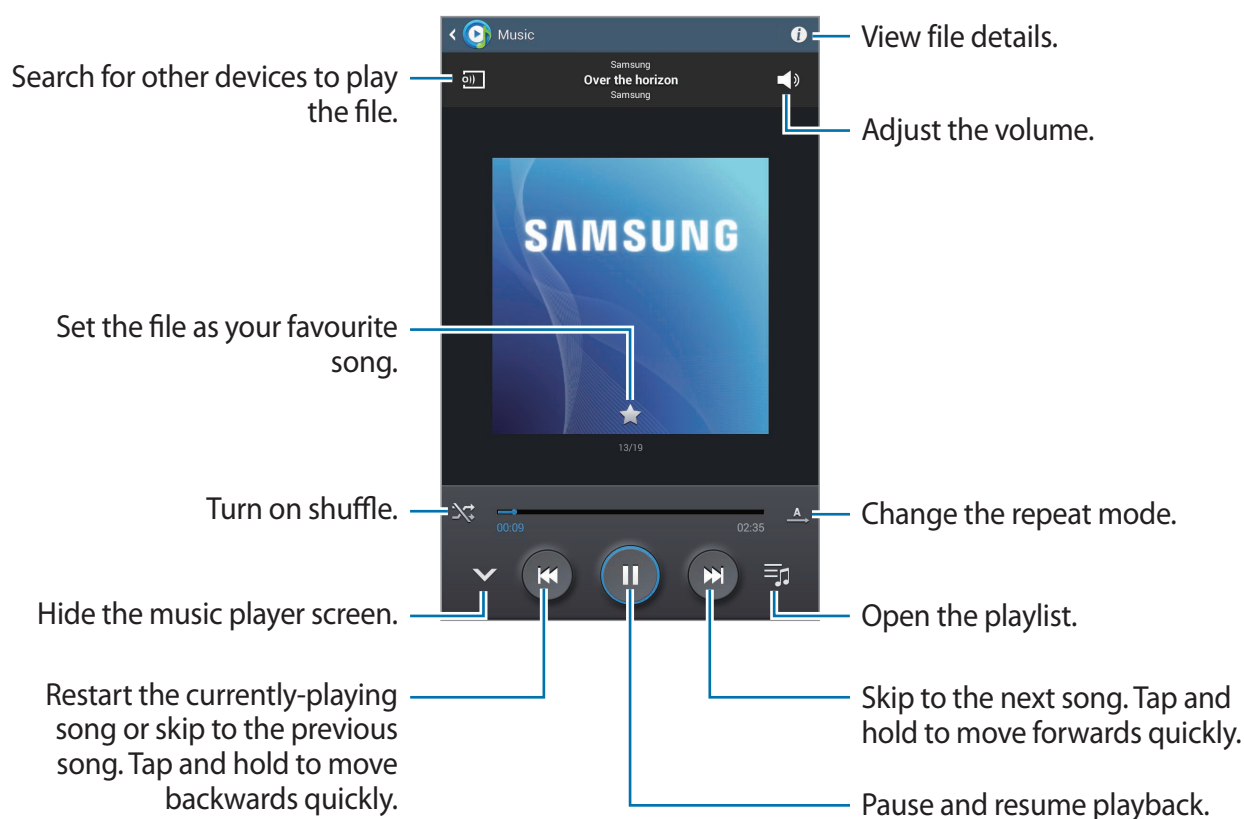 Music
View file details.
Samsung
Over the horizon
Samsung
Search for other devices to play
the file.
Adjust the volume.
SAMSUNG
Set the file as your favourite
song.
13/19
Turn on shuffle.
A
Change the repeat mode.
00:09
02:35
Hide the music player screen.
Open the playlist.
Restart the currently-playing
song or skip to the previous
song. Tap and hold to move
backwards quickly.
Skip to the next song. Tap and
hold to move forwards quickly.
Pause and resume playback.